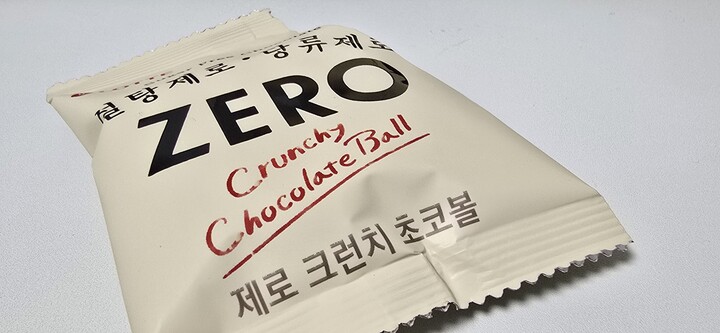 설탕제로·당류제로
ZERO
Crunchy
Chocolate Ball
제로 크런치 초코볼